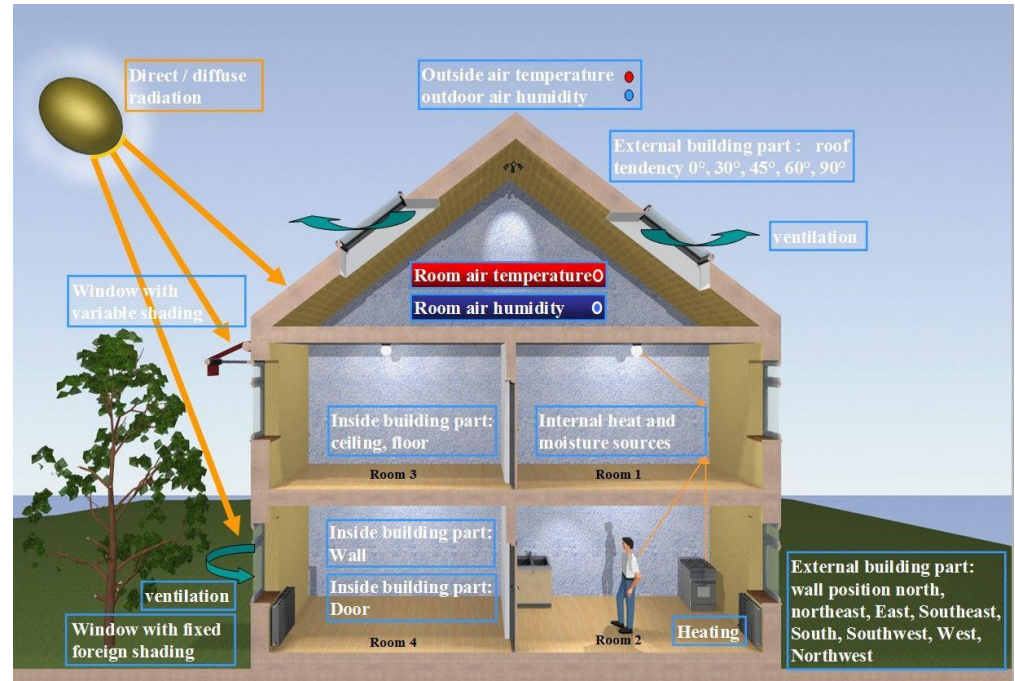 Direct / diffuse
radiation
Outside air temperature
outdoor air humidity
External building part : roof
tendency 0°, 30°, 45°, 60°, 90°
ventilation
Room air temperature
Room air humidity
Window with
variable shading
Inside building part:
ceiling, floor
Internal heat and
moisture sources
Room 3
Room 1
Inside building part:
Wall
Inside building part:
Door
ventilation
Window with fixed
foreign shading
Room 4
Room 2
Heating
External building part:
wall position north,
northeast, East, Southeast,
South, Southwest, West,
Northwest